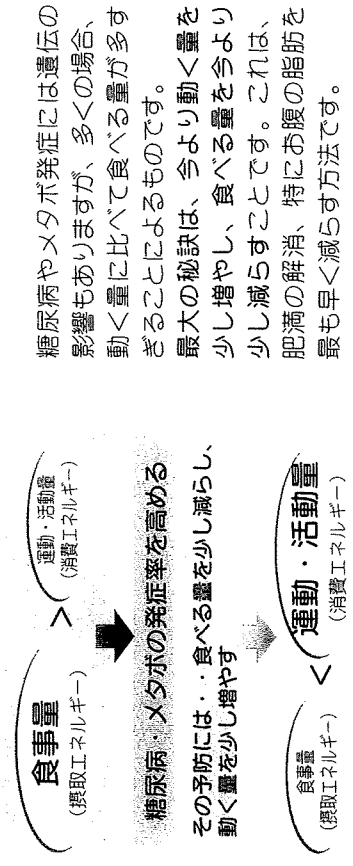 食事量
(摂取エネルギー)
>
運動・活動量
(消費エネルギー)
糖尿病・メタボの発症率を高める
その予防には・・食べる量を少し減らし、
動く量を少し増やす
食事量
(摂取エネルギー)
<
運動・活動量
(消費エネルギー)
糖尿病やメタボ発症には遺伝の
影響もありますが、多くの場合、
動く量に比べて食べる量が多す
ぎることによるものです。
最大の秘訣は、今より動く量を
少し増やし、食べる量を今より
少し減らすことです。これは、
肥満の解消、特にお腹の脂肪を
最も早く減らす方法です。